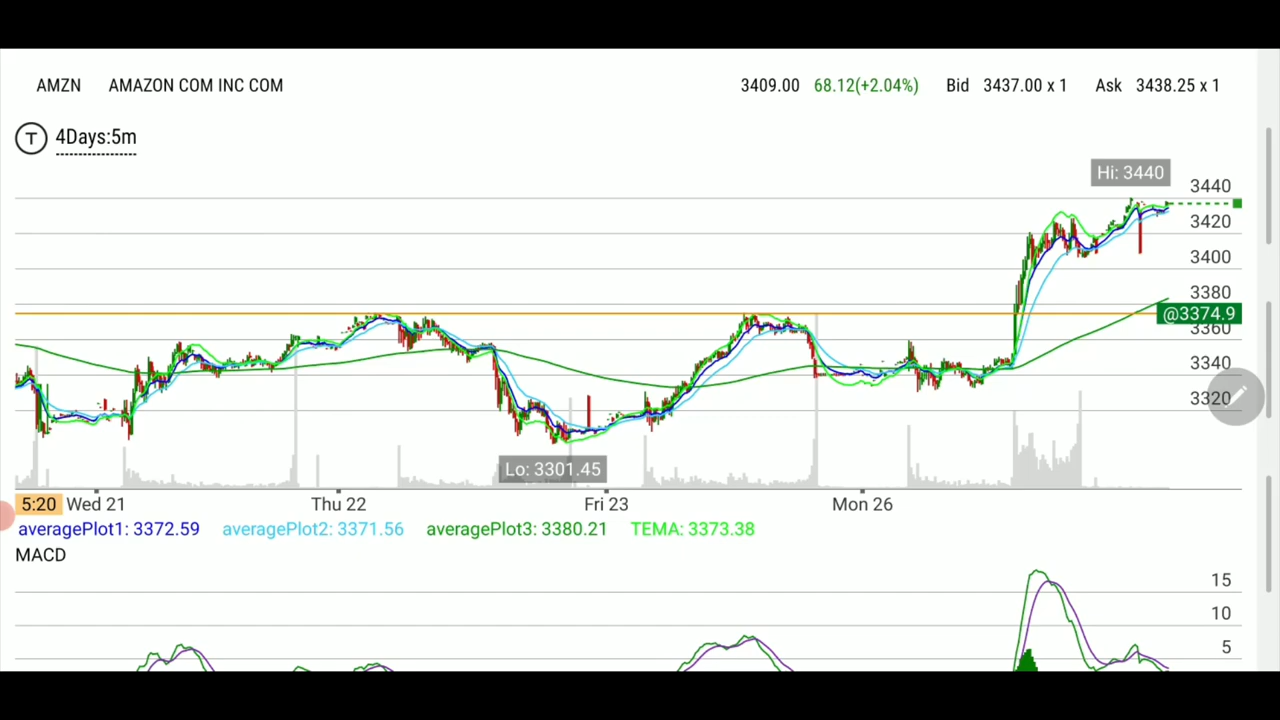 AMZN AMAZON COM INC COM 3409.00 68.12(+2.04%) Bid 3437.00 x 1 Ask 3438.25 x 1
T 4Days:5m
Hi: 3440
3440
3420
3400
3380
@3374.9
3360
3340
3320
Lo: 3301.45
5:20 Wed 21 Thu 22 Fri 23 Mon 26
averagePlot1: 3372.59 averagePlot2: 3371.56 averagePlot3: 3380.21 TEMA: 3373.38
MACD
15
10
5